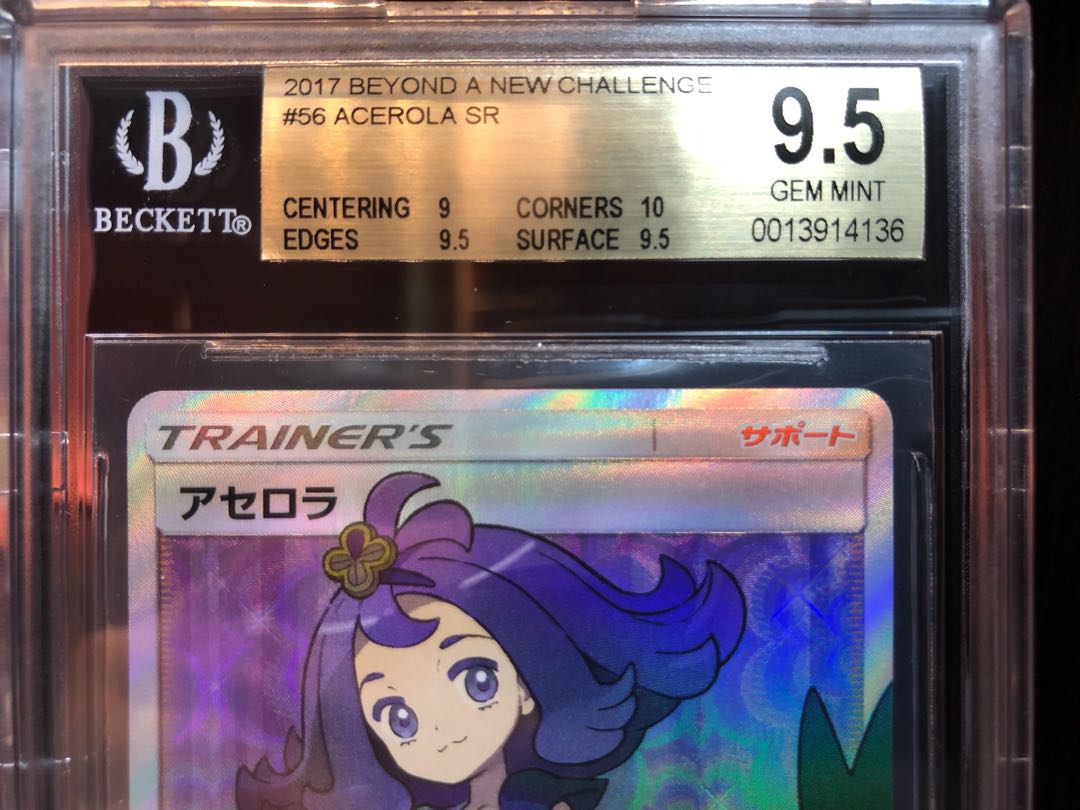 2017 BEYOND A NEW CHALLENGE
#56 ACEROLA SR
9.5
GEM MINT
0013914136
CENTERING 9 CORNERS 10
EDGES 9.5 SURFACE 9.5
B
BECKETT®
TRAINER'S サポート
アセロラ